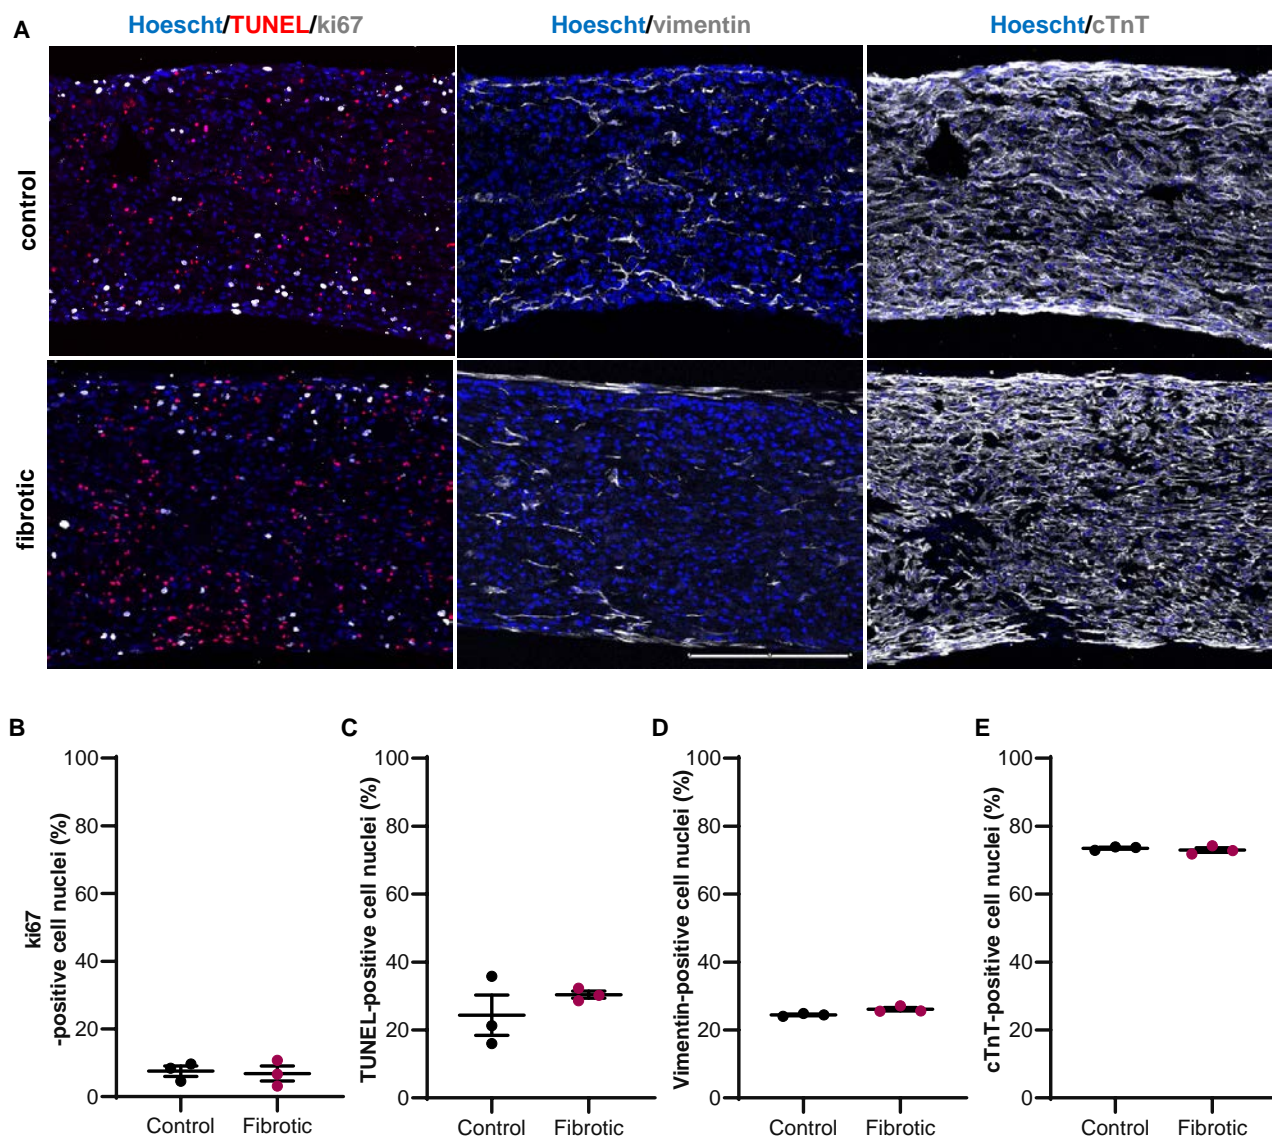 A
Hoescht/TUNEL/ki67
Hoescht/vimentin
Hoescht/cTnT
control
fibrotic
B
ki67
-positive cell nuclei (%)
100
80
60
40
20
0
Control
Fibrotic
C
TUNEL-positive cell nuclei (%)
100
80
60
40
20
0
Control
Fibrotic
D
Vimentin-positive cell nuclei (%)
100
80
60
40
20
0
Control
Fibrotic
E
cTnT-positive cell nuclei (%)
100
80
60
40
20
0
Control
Fibrotic